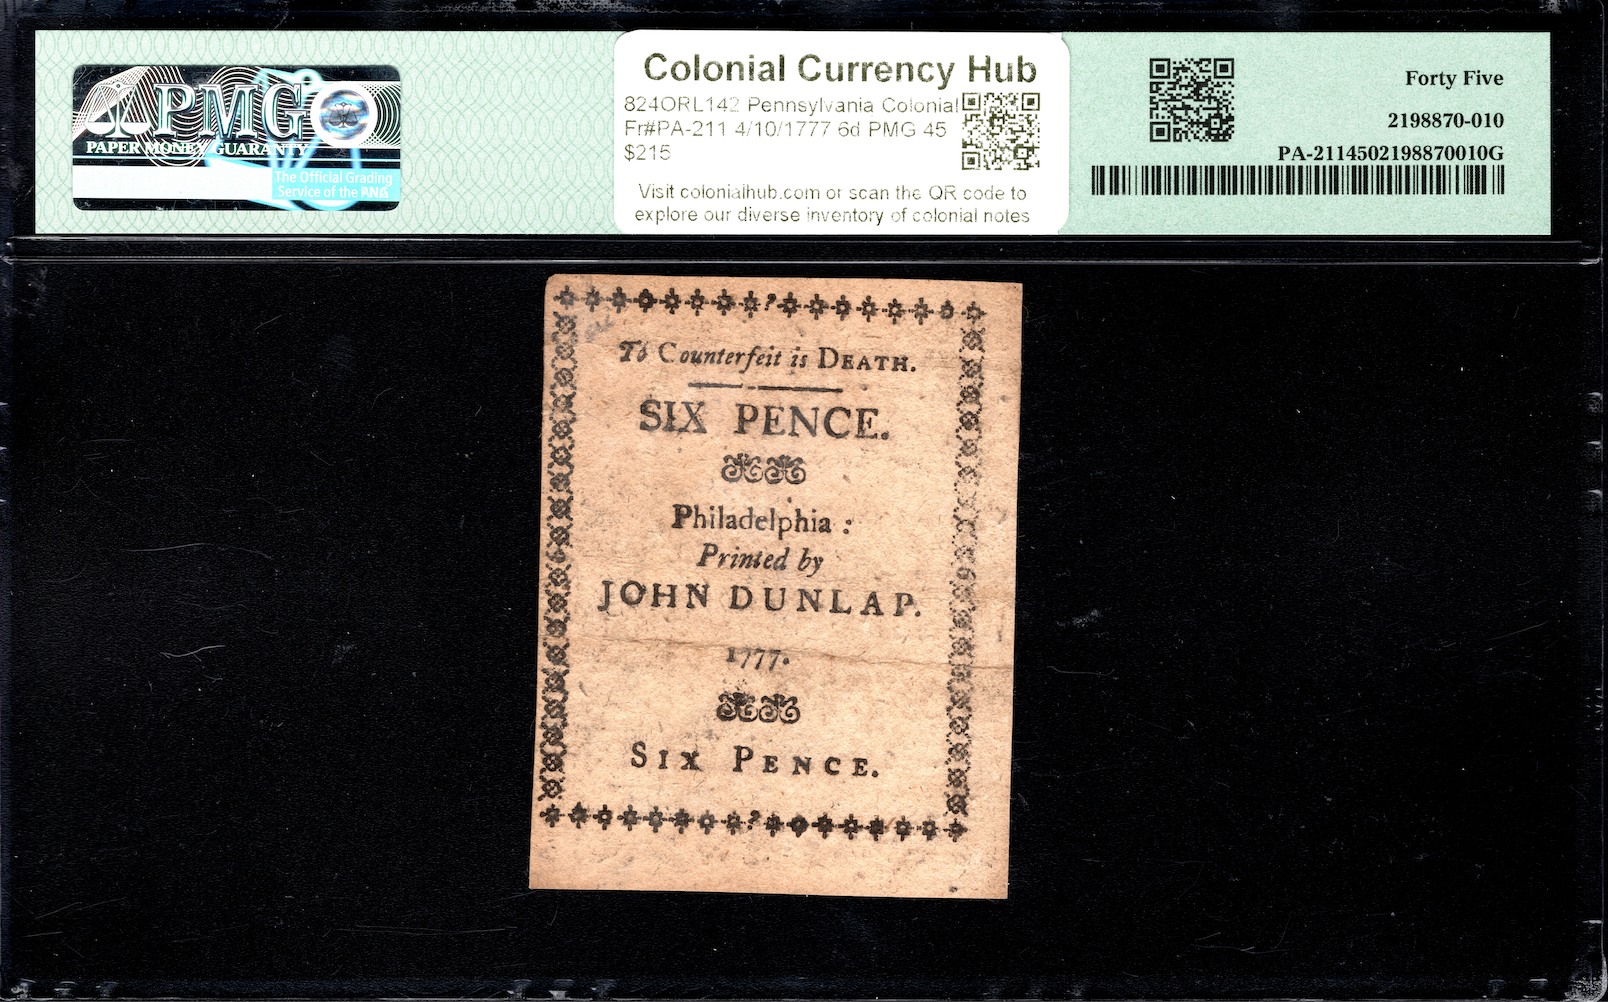 PMG
PAPER MONEY GUARANTY
The Official Grading
Service of the PNG
Colonial Currency Hub
824ORL142 Pennsylvania Colonial
Fr#PA-211 4/10/1777 6d PMG 45
$215
Visit colonialhub.com or scan the QR code to
explore our diverse inventory of colonial notes
Forty Five
2198870-010
PA-2114502198870010G
To Counterfeit is DEATH.
SIX PENCE.
Philadelphia :
Printed by
JOHN DUNLAP.
1777.
SIX PENCE.